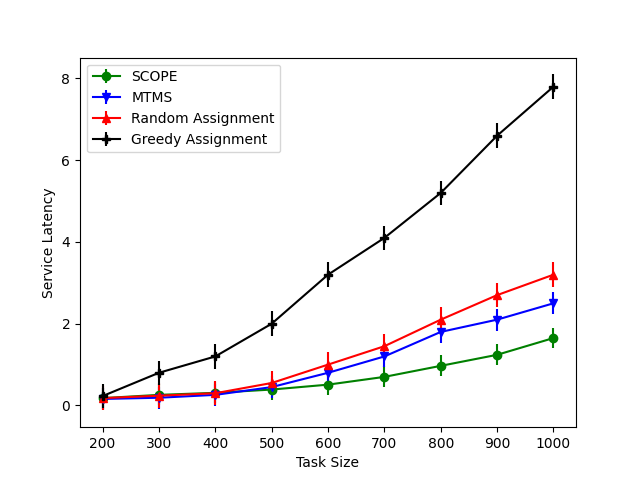 SCOPE
MTMS
Random Assignment
Greedy Assignment
8
6
4
2
0
Service Latency
200 300 400 500 600 700 800 900 1000
Task Size